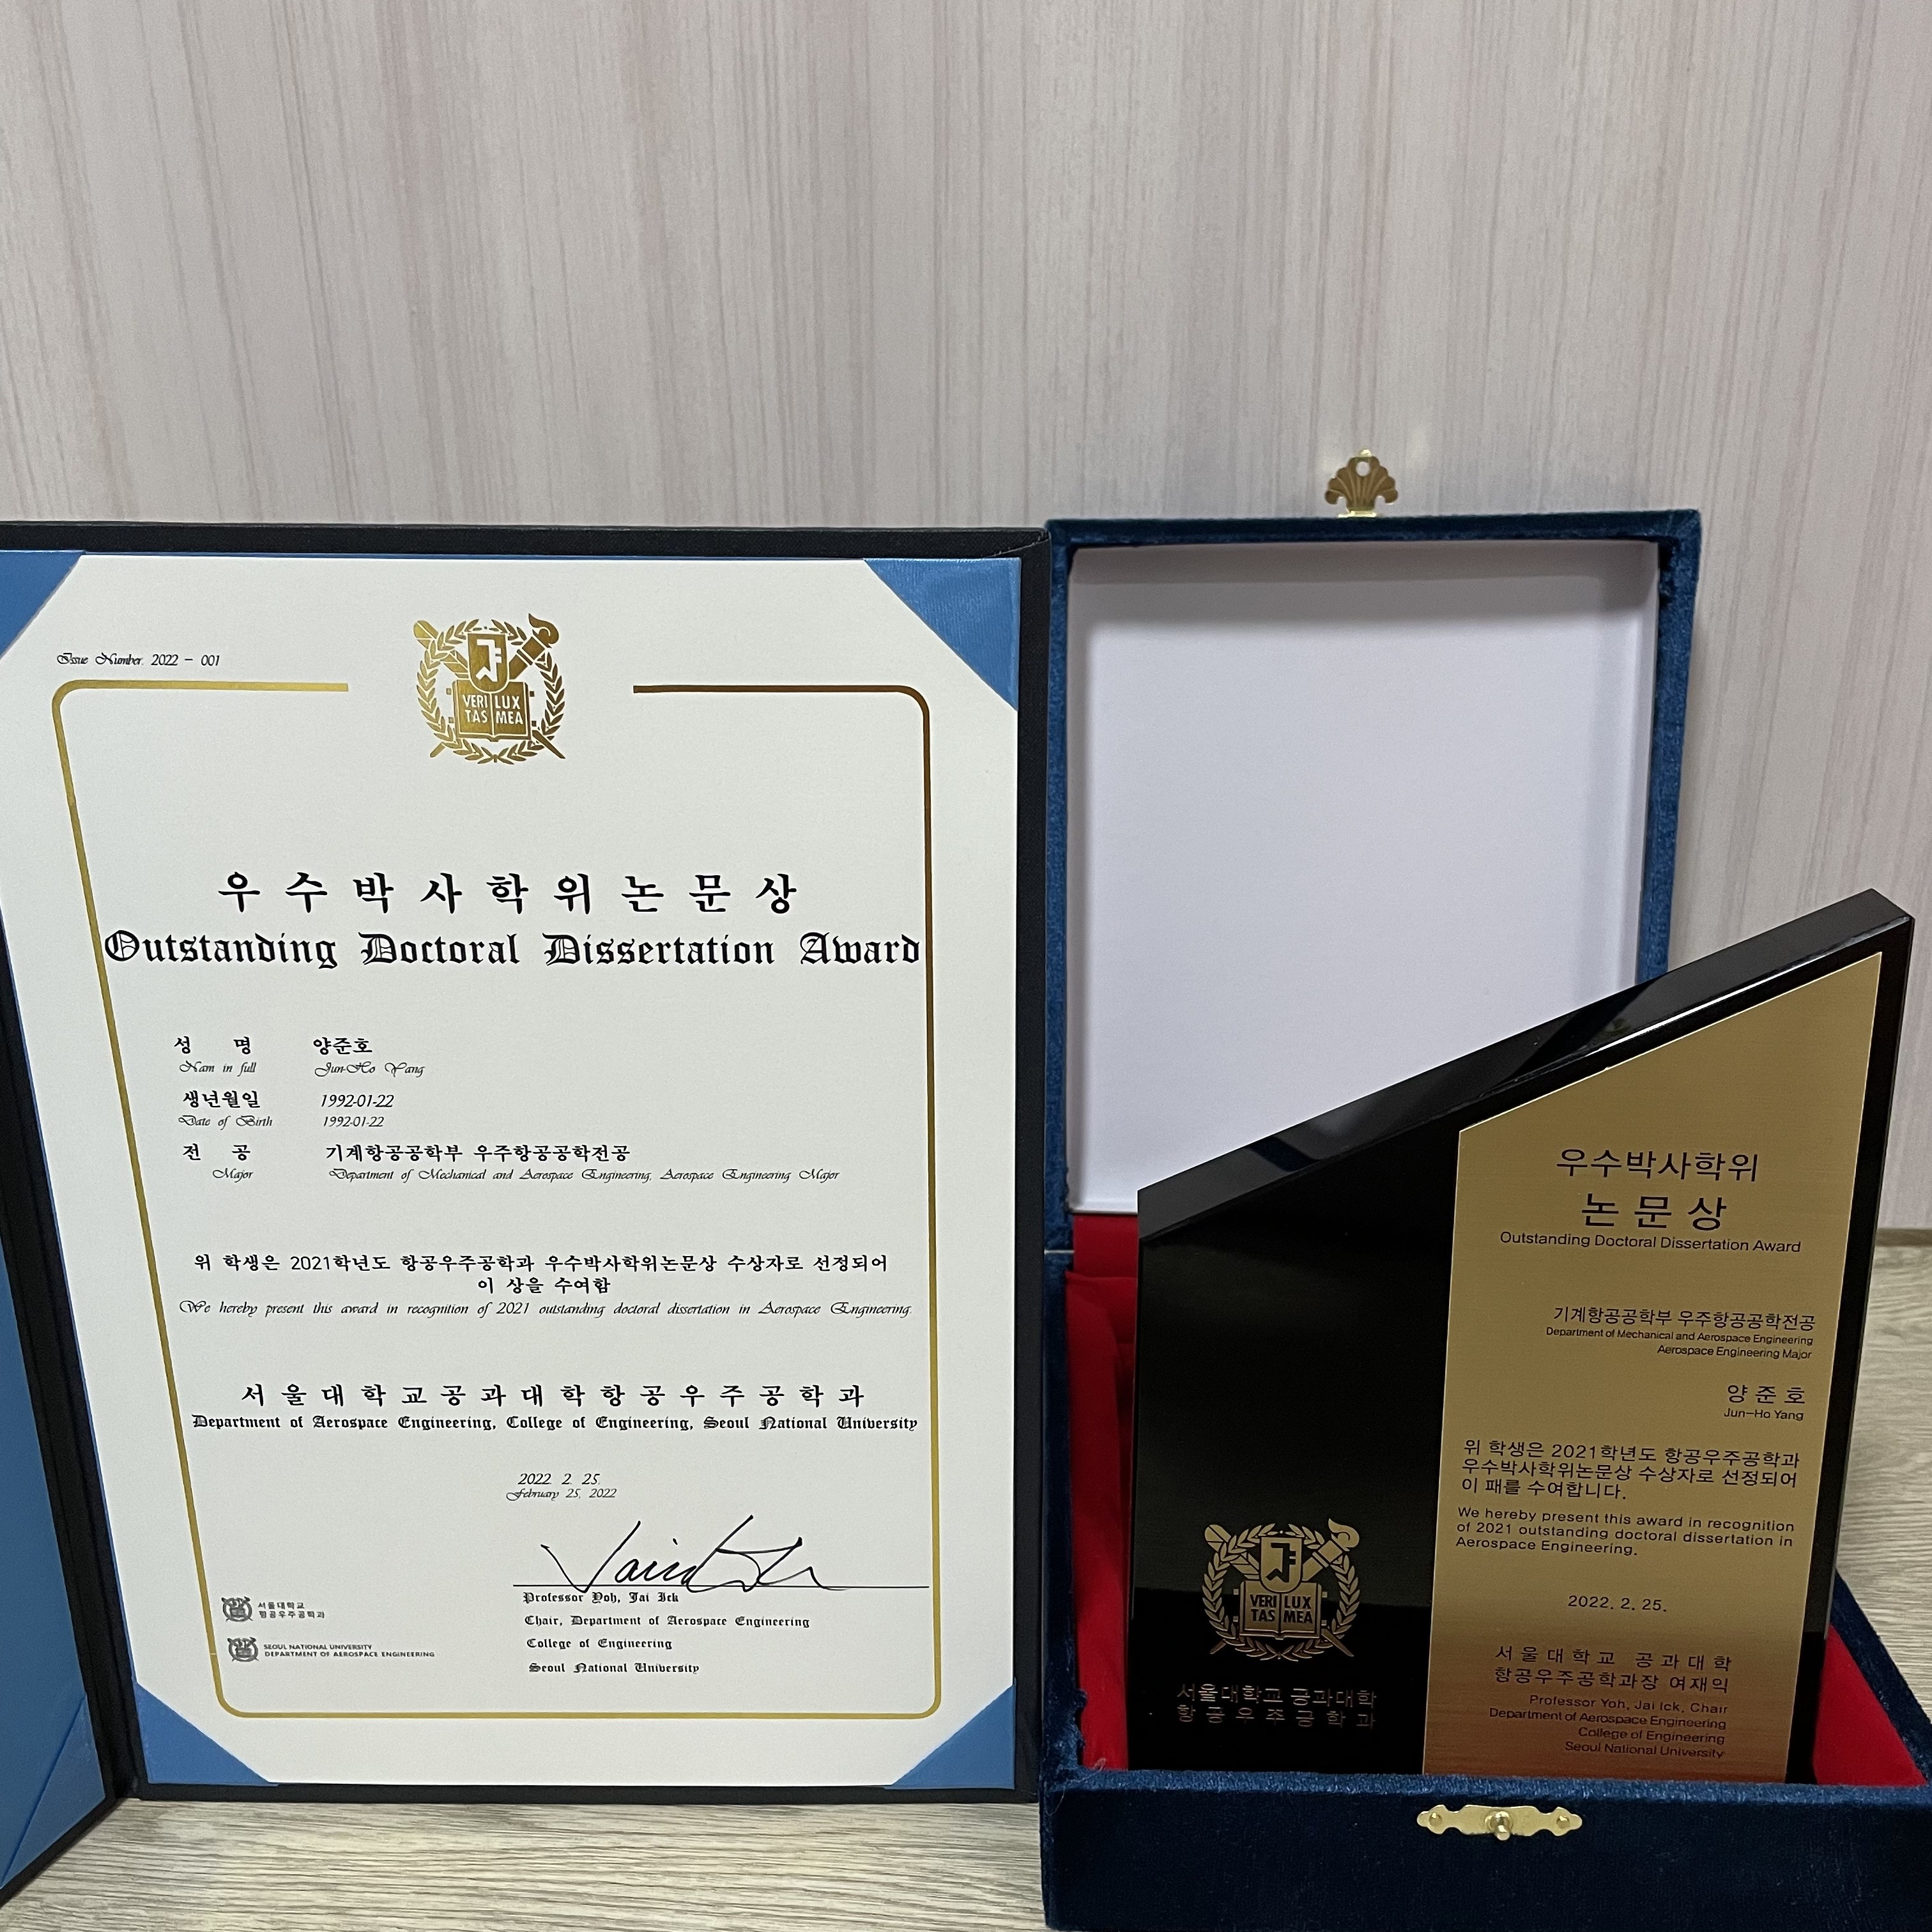 Issue Number. 2022 - 001
VERI LUX
TAS MEA
우수박사학위논문상
Outstanding Doctoral Dissertation Award
성 명 양준호
Nam in full Jun-Ho Yang
생년월일 1992-01-22
Date of Birth 1992-01-22
전 공 기계항공공학부 우주항공공학전공
Major Department of Mechanical and Aerospace Engineering, Aerospace Engineering Major
위 학생은 2021학년도 항공우주공학과 우수박사학위논문상 수상자로 선정되어
이 상을 수여함
We hereby present this award in recognition of 2021 outstanding doctoral dissertation in Aerospace Engineering.
서울대학교공과대학항공우주공학과
Department of Aerospace Engineering, College of Engineering, Seoul National University
2022. 2. 25.
February 25, 2022
Professor Yoh, Jai Ick
Chair, Department of Aerospace Engineering
College of Engineering
Seoul National University
서울대학교
항공우주공학과
SEOUL NATIONAL UNIVERSITY
DEPARTMENT OF AEROSPACE ENGINEERING
VERI LUX
TAS MEA
서울대학교 공과대학
항공우주공학과
우수박사학위
논문상
Outstanding Doctoral Dissertation Award
기계항공공학부 우주항공공학전공
Department of Mechanical and Aerospace Engineering
Aerospace Engineering Major
양준호
Jun-Ho Yang
위 학생은 2021학년도 항공우주공학과
우수박사학위논문상 수상자로 선정되어
이 패를 수여합니다.
We hereby present this award in recognition
of 2021 outstanding doctoral dissertation in
Aerospace Engineering.
2022. 2. 25.
서울대학교 공과대학
항공우주공학과장 여재익
Professor Yoh, Jai Ick, Chair
Department of Aerospace Engineering
College of Engineering
Seoul National University